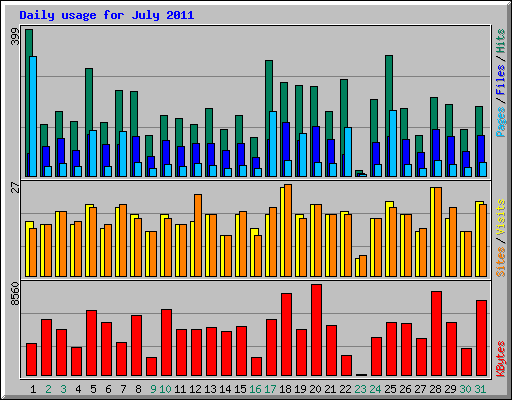 Daily usage for July 2011
399
Pages / Files / Hits
27
Sites / Visits
8560
KBytes
1 2 3 4 5 6 7 8 9 10 11 12 13 14 15 16 17 18 19 20 21 22 23 24 25 26 27 28 29 30 31